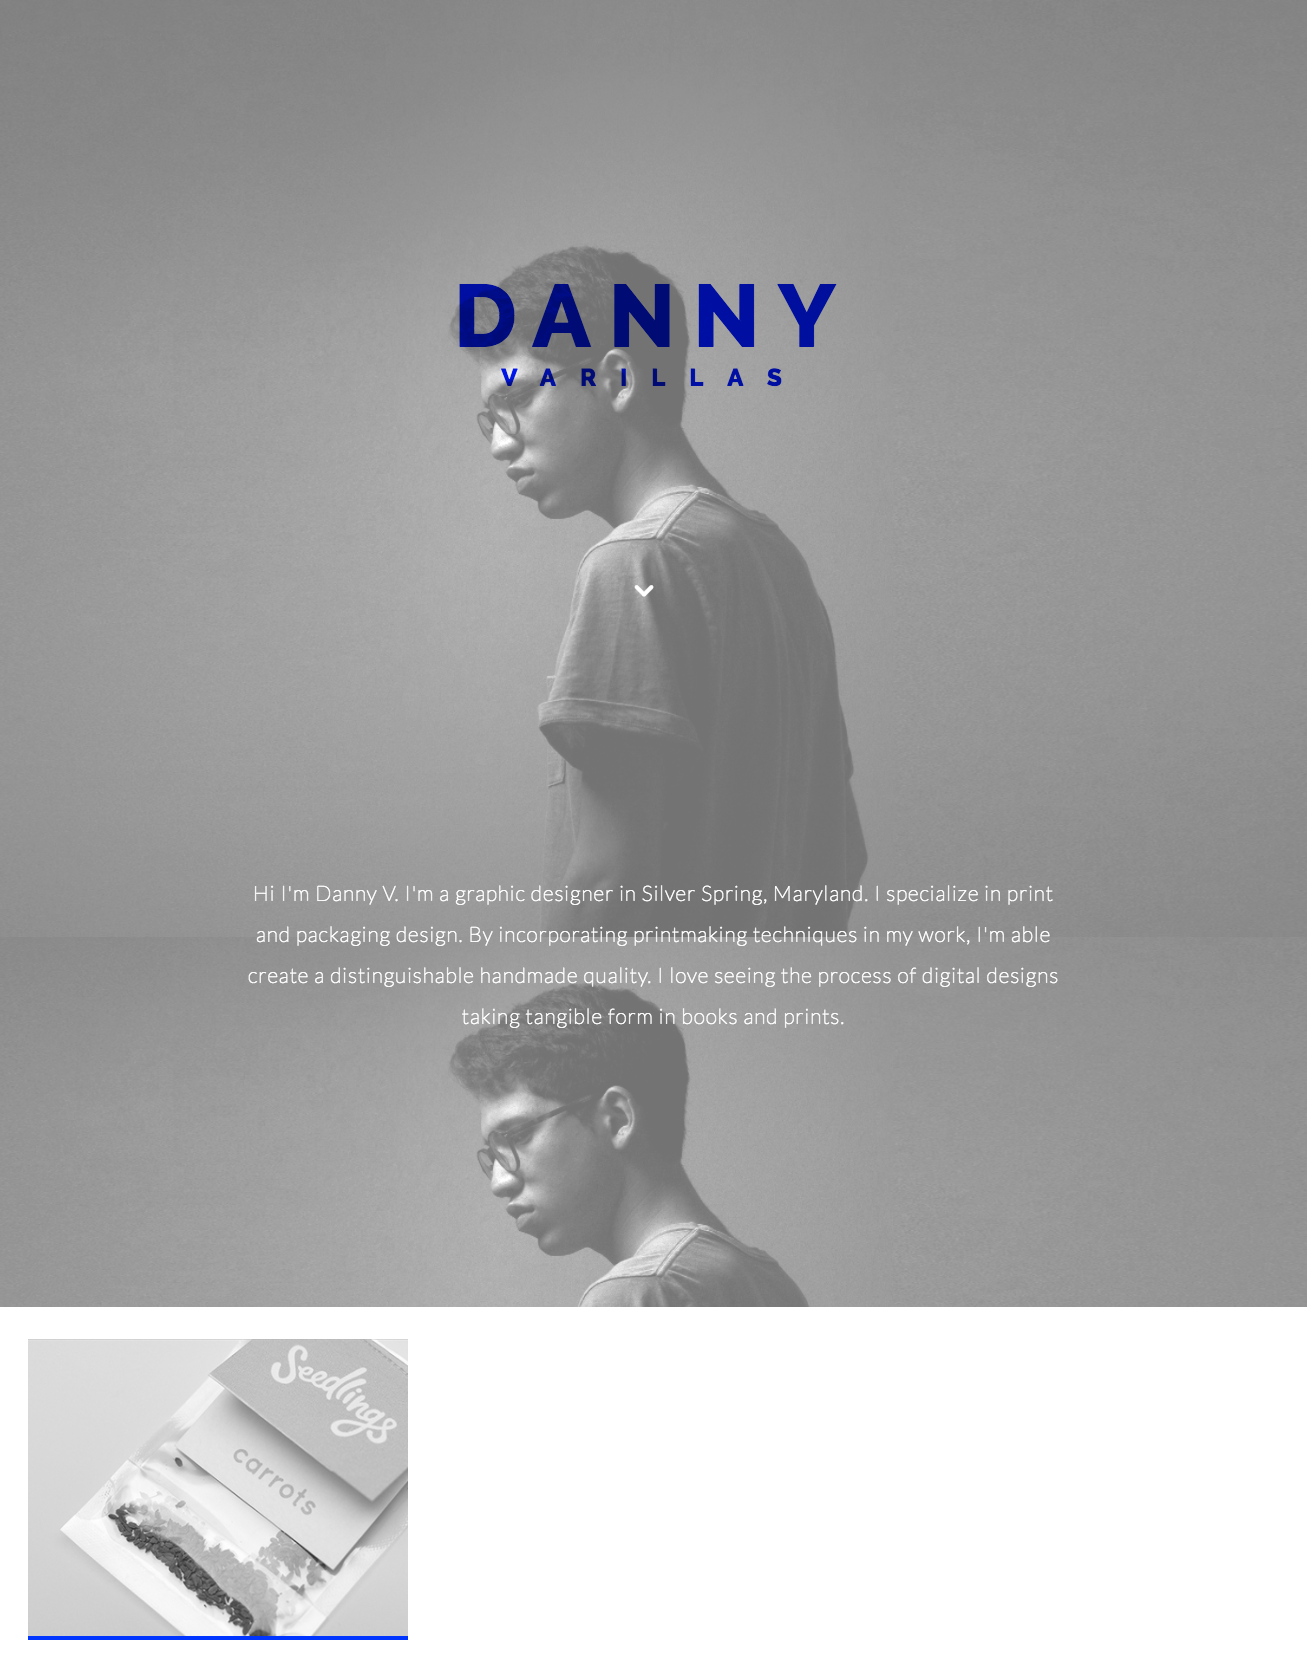 DANNY
VARILLAS
Hi I'm Danny V. I'm a graphic designer in Silver Spring, Maryland. I specialize in print
and packaging design. By incorporating printmaking techniques in my work, I'm able
create a distinguishable handmade quality. I love seeing the process of digital designs
taking tangible form in books and prints.
Seedlings
carrots